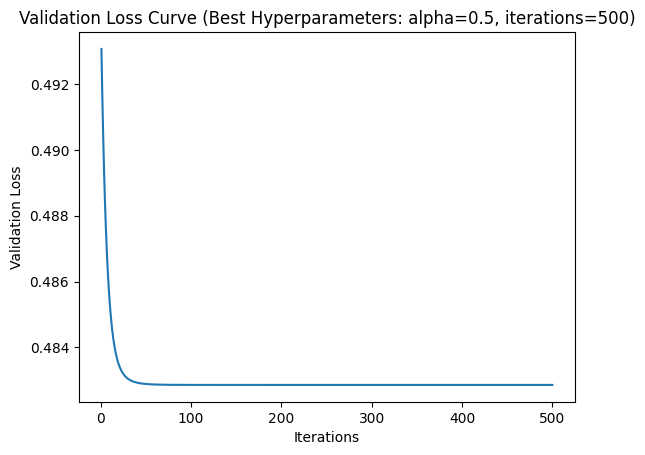 Validation Loss Curve (Best Hyperparameters: alpha=0.5, iterations=500)
Validation Loss
0.492
0.490
0.488
0.486
0.484
0 100 200 300 400 500
Iterations